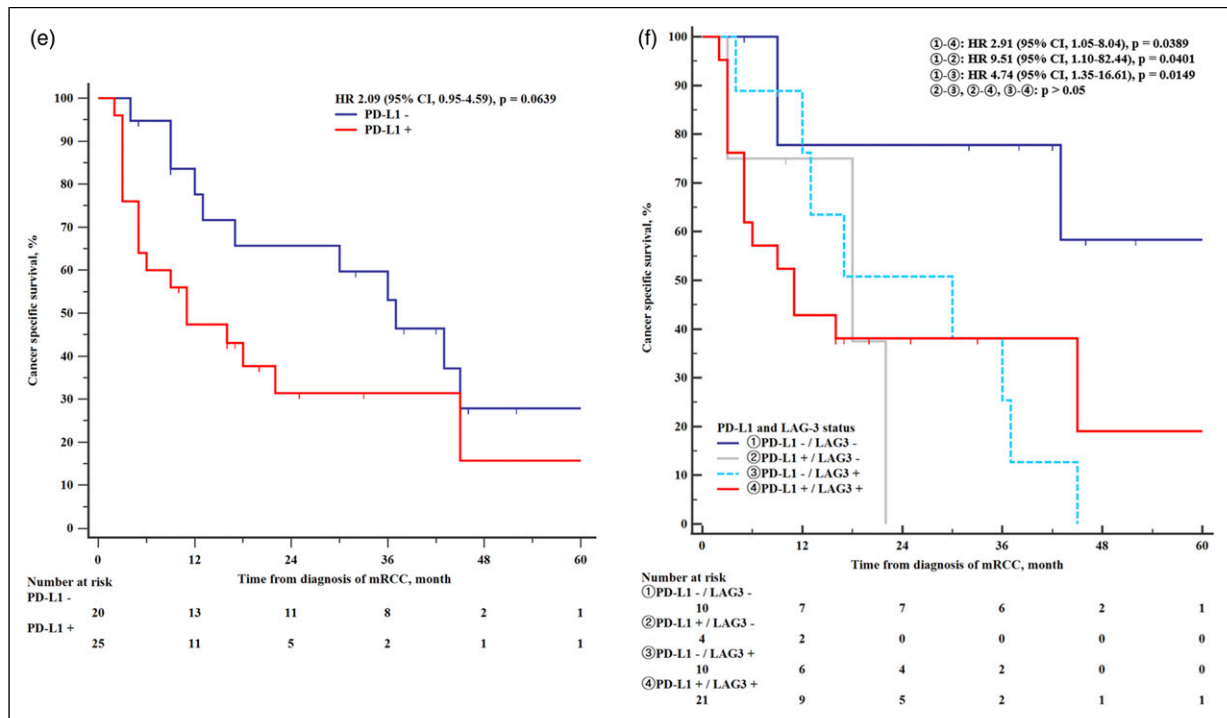 (e)
HR 2.09 (95% CI, 0.95-4.59), p = 0.0639
PD-L1 -
PD-L1 +
Cancer specific survival, %
100
90
80
70
60
50
40
30
20
10
0
0 12 24 36 48 60
Time from diagnosis of mRCC, month
Number at risk
PD-L1 -
20 13 11 8 2 1
PD-L1 +
25 11 5 2 1 1
(f)
①-④: HR 2.91 (95% CI, 1.05-8.04), p = 0.0389
①-②: HR 9.51 (95% CI, 1.10-82.44), p = 0.0401
①-③: HR 4.74 (95% CI, 1.35-16.61), p = 0.0149
②-③, ②-④, ③-④: p > 0.05
Cancer specific survival, %
100
90
80
70
60
50
40
30
20
10
0
PD-L1 and LAG-3 status
①PD-L1 - / LAG3 -
②PD-L1 + / LAG3 -
③PD-L1 - / LAG3 +
④PD-L1 + / LAG3 +
0 12 24 36 48 60
Time from diagnosis of mRCC, month
Number at risk
①PD-L1 - / LAG3 -
10 7 7 6 2 1
②PD-L1 + / LAG3 -
4 2 0 0 0 0
③PD-L1 - / LAG3 +
10 6 4 2 0 0
④PD-L1 + / LAG3 +
21 9 5 2 1 1